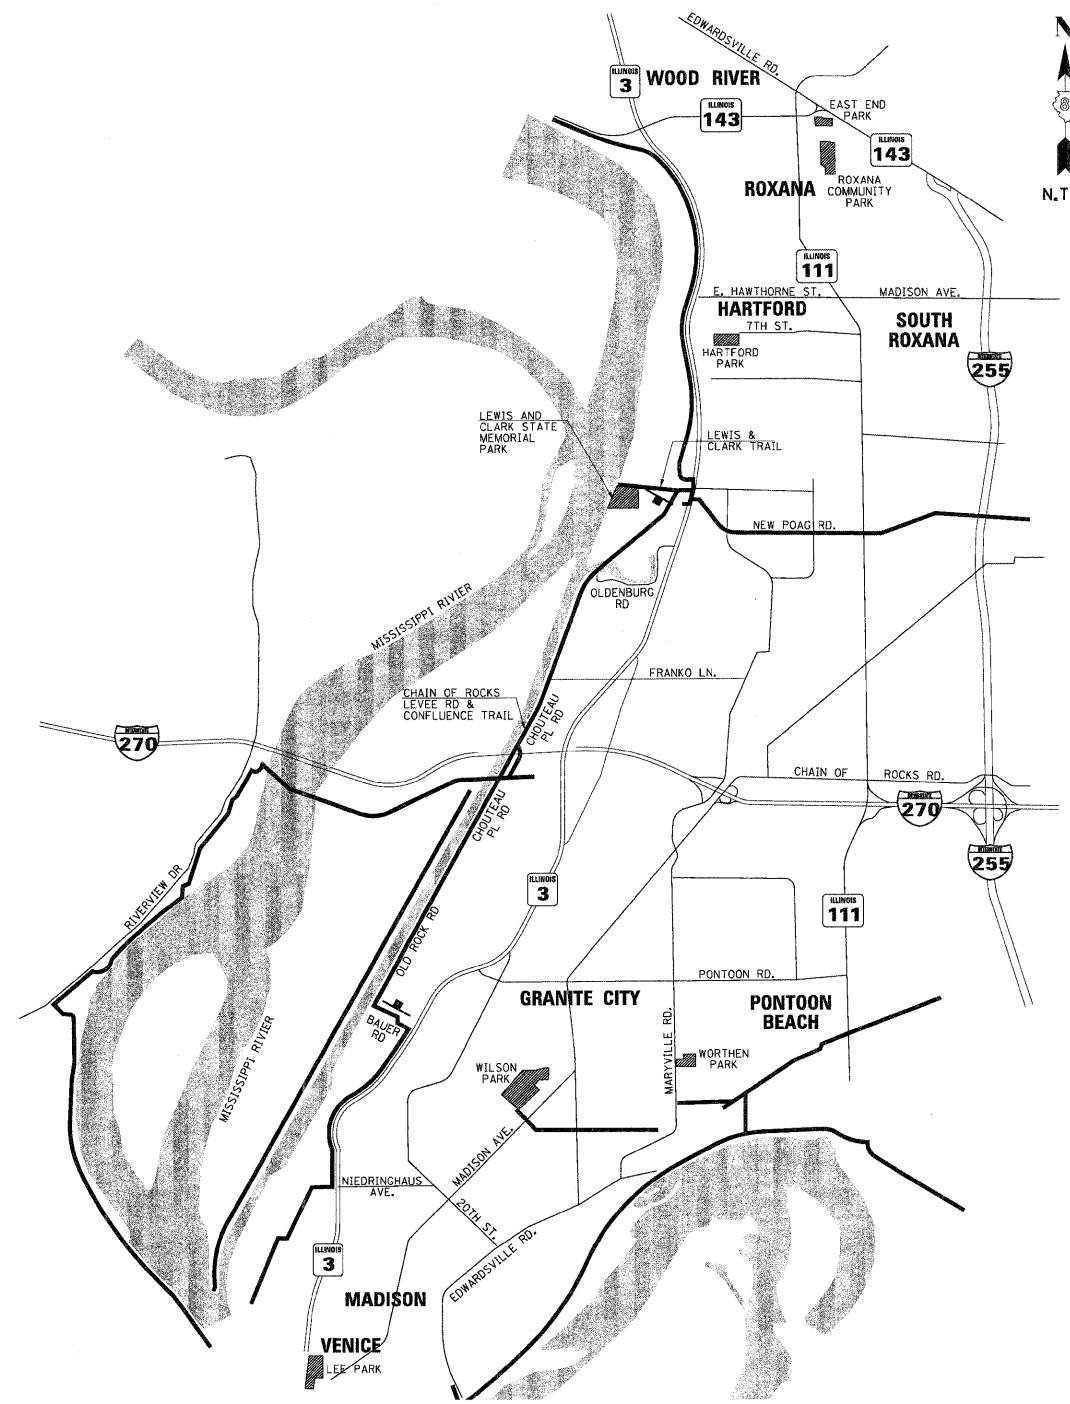 EDWARDSVILLE RD.
N
ILLINOIS
3
WOOD RIVER
ILLINOIS
143
EAST END
PARK
8
ILLINOIS
143
N.T
ROXANA
ROXANA
COMMUNITY
PARK
ILLINOIS
111
E. HAWTHORNE ST.
MADISON AVE.
HARTFORD
7TH ST.
SOUTH
ROXANA
HARTFORD
PARK
INTERSTATE
255
LEWIS AND
CLARK STATE
MEMORIAL
PARK
LEWIS &
CLARK TRAIL
NEW POAG RD.
OLDENBURG
RD
MISSISSIPPI RIVIER
FRANKO LN.
CHAIN OF ROCKS
LEVEE RD &
CONFLUENCE TRAIL
CHOUTEAU
PL RD
INTERSTATE
270
CHAIN OF ROCKS RD.
INTERSTATE
270
CHOUTEAU
PL RD
INTERSTATE
255
RIVERVIEW DR
ILLINOIS
3
ILLINOIS
111
OLD ROCK RD
PONTOON RD.
GRANITE CITY
PONTOON
BEACH
BAUER
RD
MISSISSIPPI RIVIER
MARYVILLE RD.
WORTHEN
PARK
WILSON
PARK
MADISON AVE.
NIEDRINGHAUS
AVE.
20TH ST.
EDWARDSVILLE RD.
ILLINOIS
3
MADISON
VENICE
LEE PARK